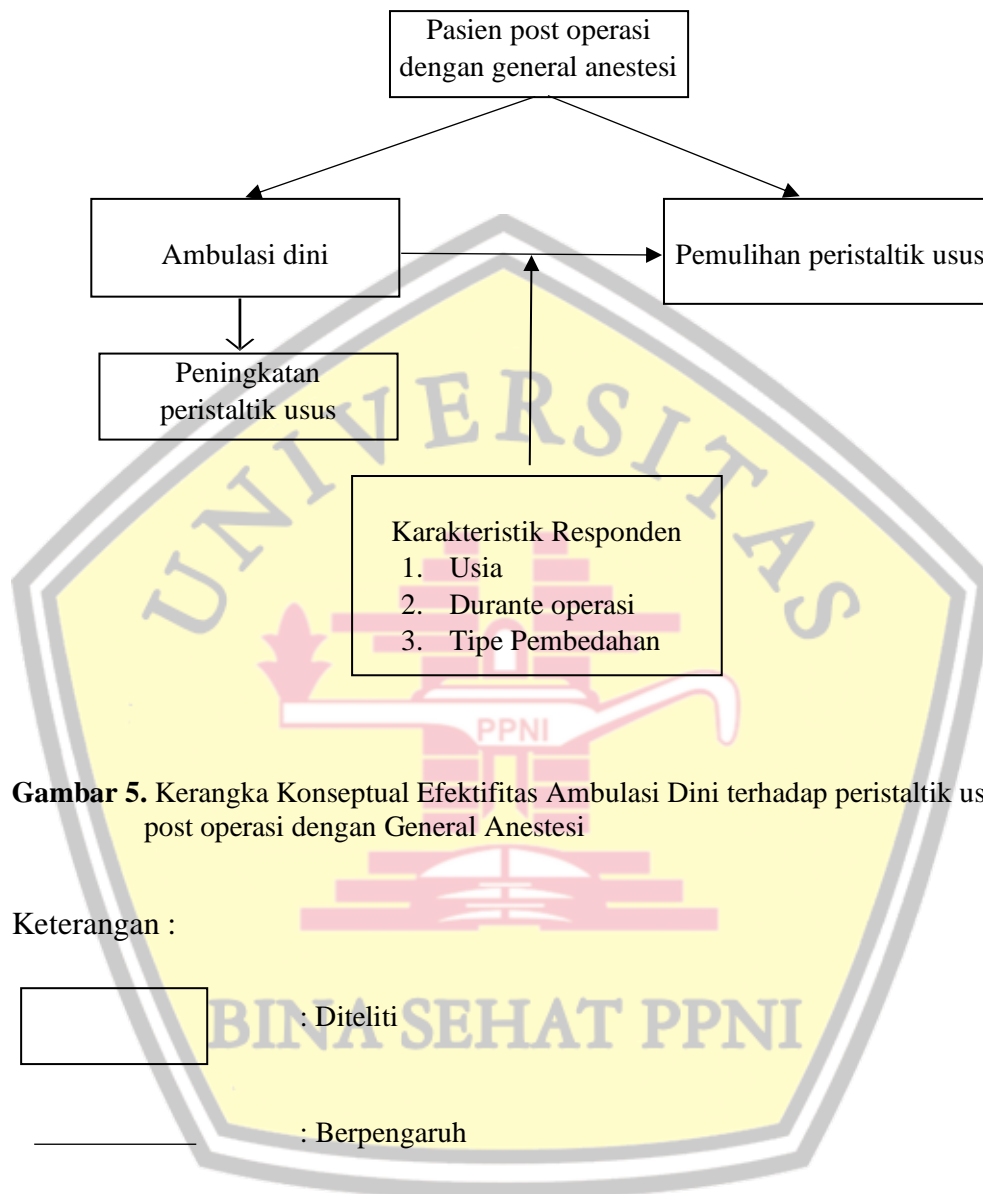 Pasien post operasi
dengan general anestesi
Ambulasi dini
Pemulihan peristaltik usus
Peningkatan
peristaltik usus
Karakteristik Responden
1. Usia
2. Durante operasi
3. Tipe Pembedahan
UNIVERSITAS
PPNI
Gambar 5. Kerangka Konseptual Efektifitas Ambulasi Dini terhadap peristaltik us
post operasi dengan General Anestesi
Keterangan :
BINA SEHAT PPNI
: Diteliti
: Berpengaruh